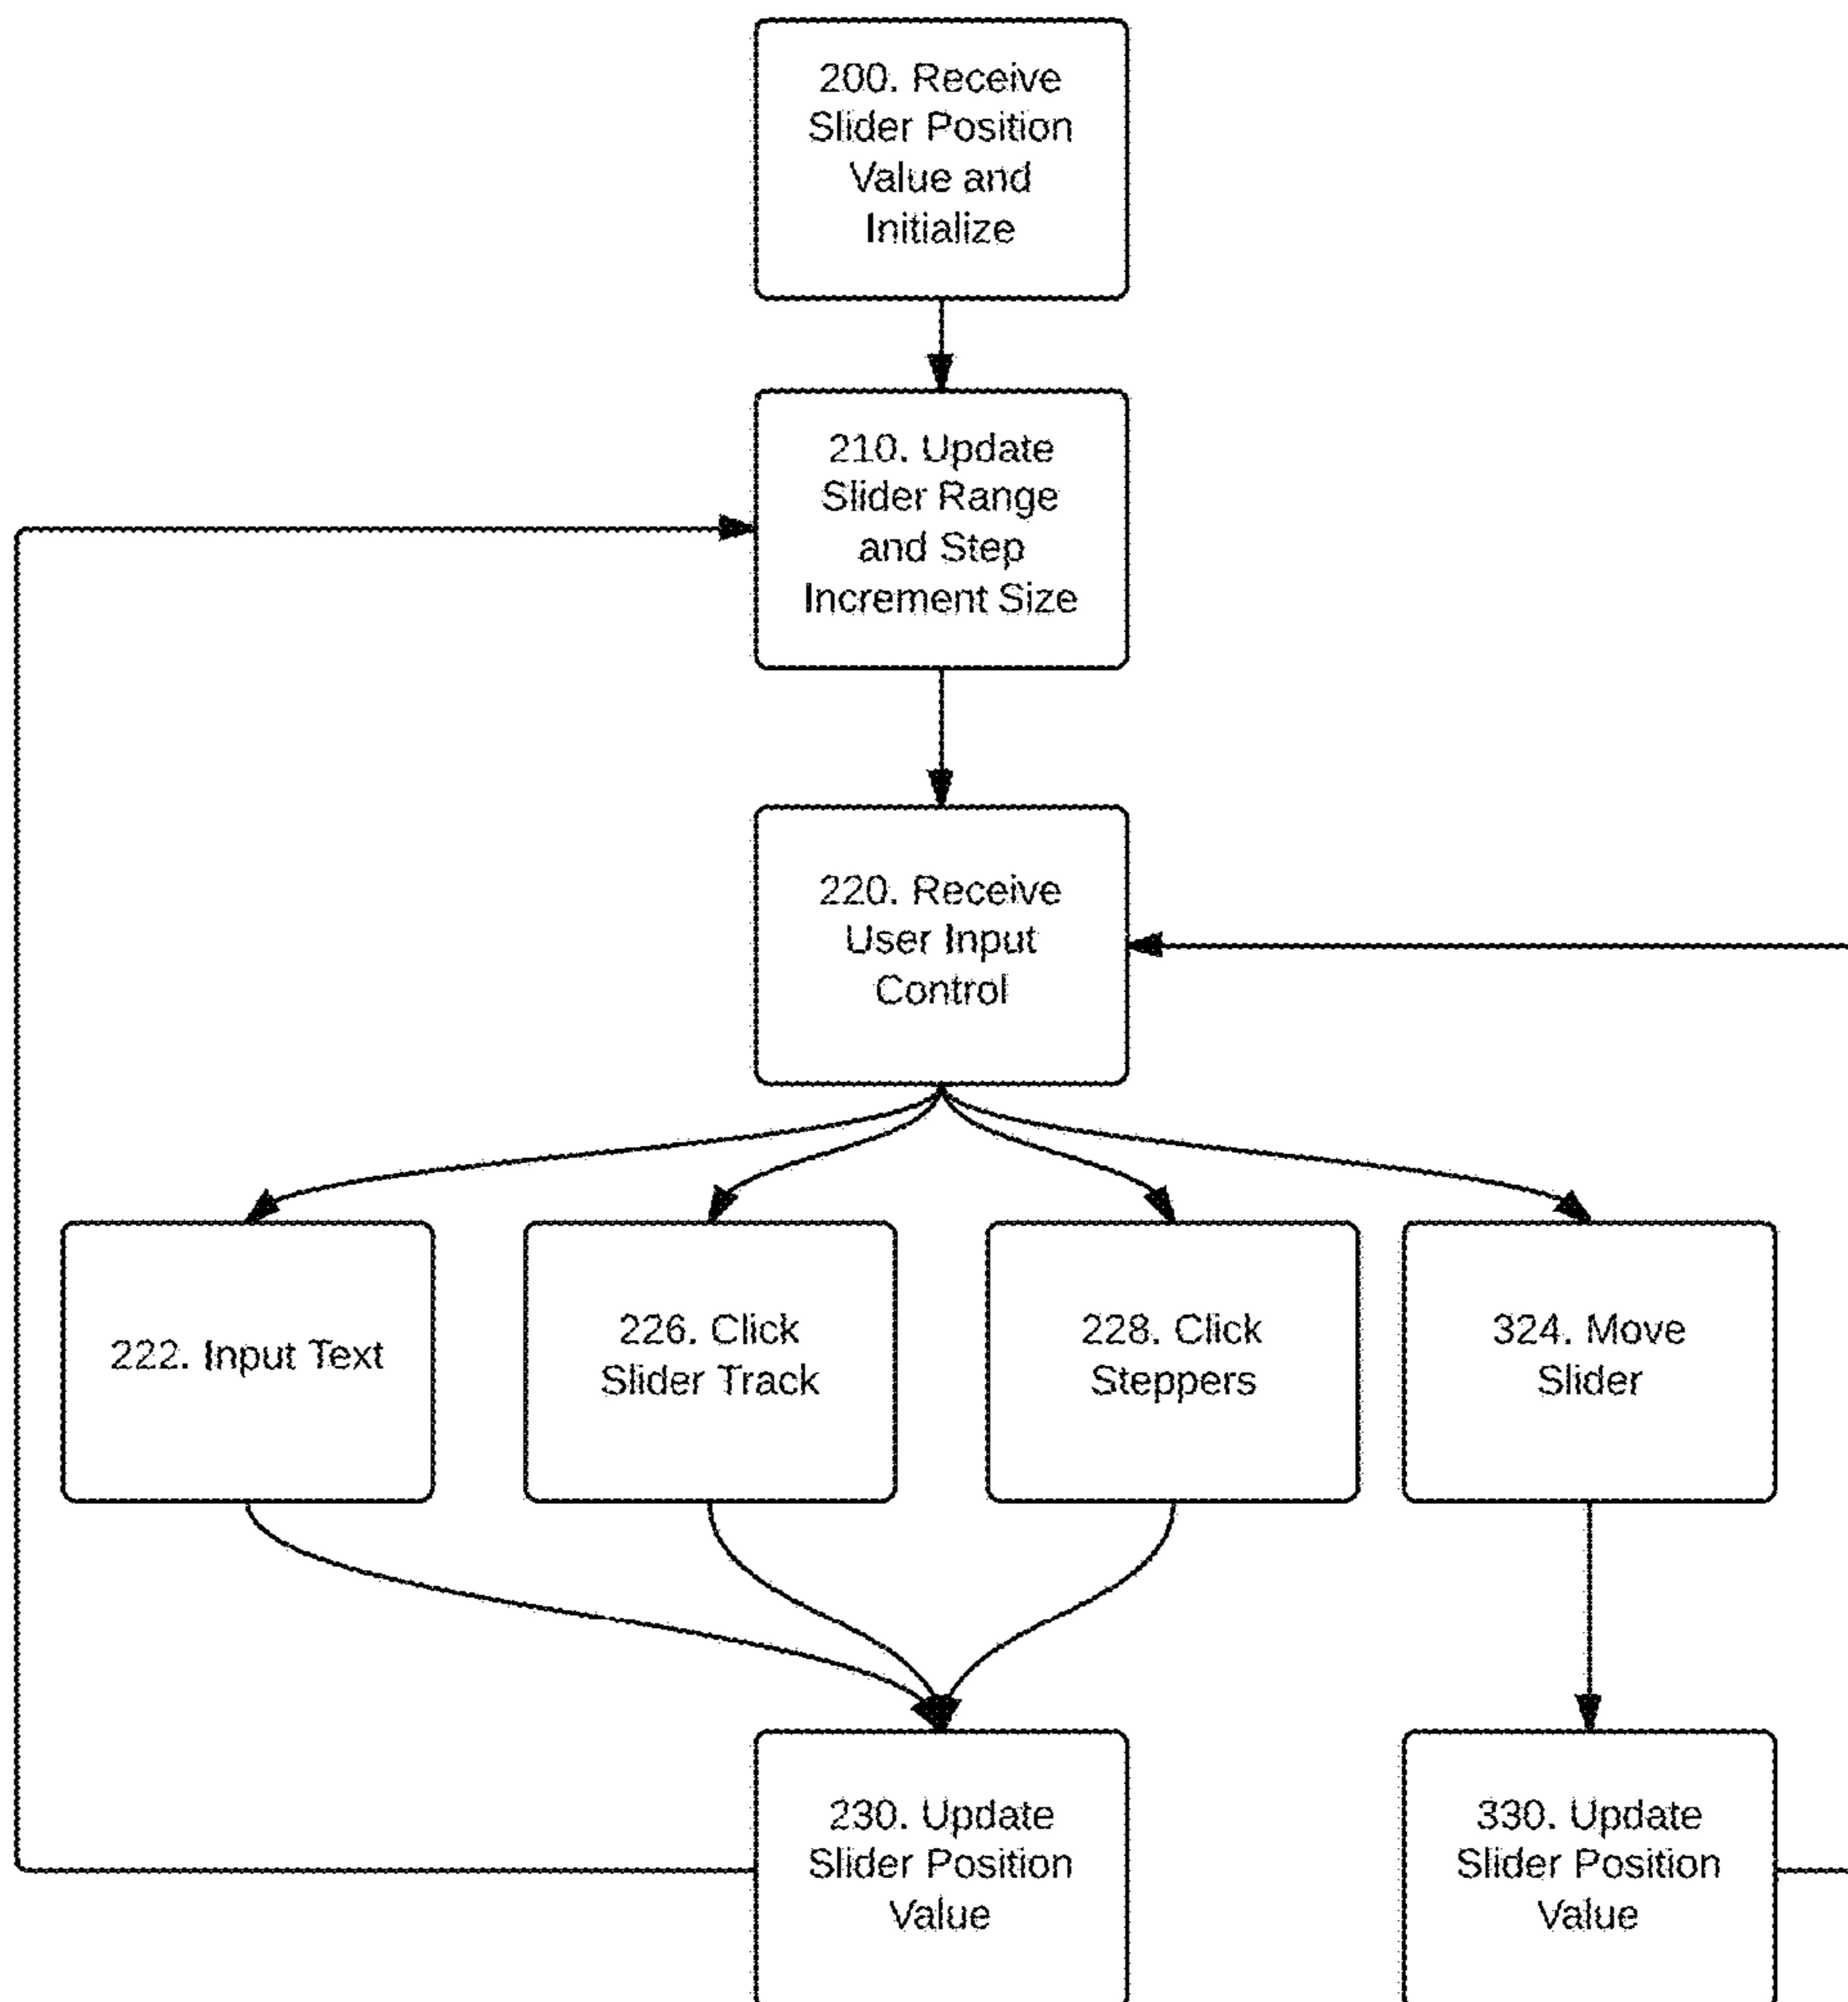 200. Receive
Slider Position
Value and
Initialize
210. Update
Slider Range
and Step
Increment Size
220. Receive
User Input
Control
222. Input Text
226. Click
Slider Track
228. Click
Steppers
324. Move
Slider
230. Update
Slider Position
Value
330. Update
Slider Position
Value